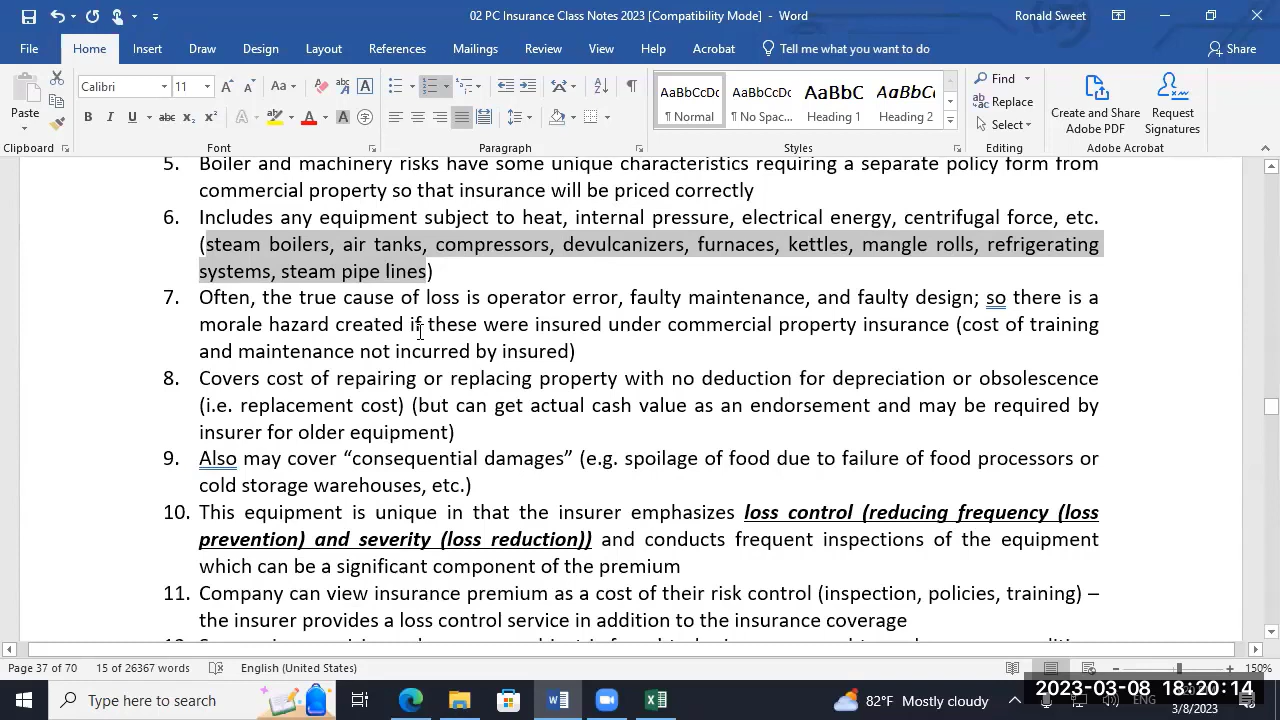 02 PC Insurance Class Notes 2023 [Compatibility Mode] - Word
Ronald Sweet
File Home Insert Draw Design Layout References Mailings Review View Help Acrobat Tell me what you want to do Share
Paste
Calibri 11
Find
Replace
Select
AaBbCcDc
¶ Normal
AaBbCcDc
¶ No Spac...
AaBbC
Heading 1
AaBbC
Heading 2
Create and Share
Adobe PDF
Request
Signatures
Clipboard Font Paragraph Styles Editing Adobe Acrobat
5. Boiler and machinery risks have some unique characteristics requiring a separate policy form from
commercial property so that insurance will be priced correctly
6. Includes any equipment subject to heat, internal pressure, electrical energy, centrifugal force, etc.
(steam boilers, air tanks, compressors, devulcanizers, furnaces, kettles, mangle rolls, refrigerating
systems, steam pipe lines)
7. Often, the true cause of loss is operator error, faulty maintenance, and faulty design; so there is a
morale hazard created if these were insured under commercial property insurance (cost of training
and maintenance not incurred by insured)
8. Covers cost of repairing or replacing property with no deduction for depreciation or obsolescence
(i.e. replacement cost) (but can get actual cash value as an endorsement and may be required by
insurer for older equipment)
9. Also may cover “consequential damages” (e.g. spoilage of food due to failure of food processors or
cold storage warehouses, etc.)
10. This equipment is unique in that the insurer emphasizes loss control (reducing frequency (loss
prevention) and severity (loss reduction)) and conducts frequent inspections of the equipment
which can be a significant component of the premium
11. Company can view insurance premium as a cost of their risk control (inspection, policies, training) –
the insurer provides a loss control service in addition to the insurance coverage
Page 37 of 70 15 of 26367 words English (United States) 150%
Type here to search
82°F Mostly cloudy
ENG
2023-03-08 18:20:14
3/8/2023